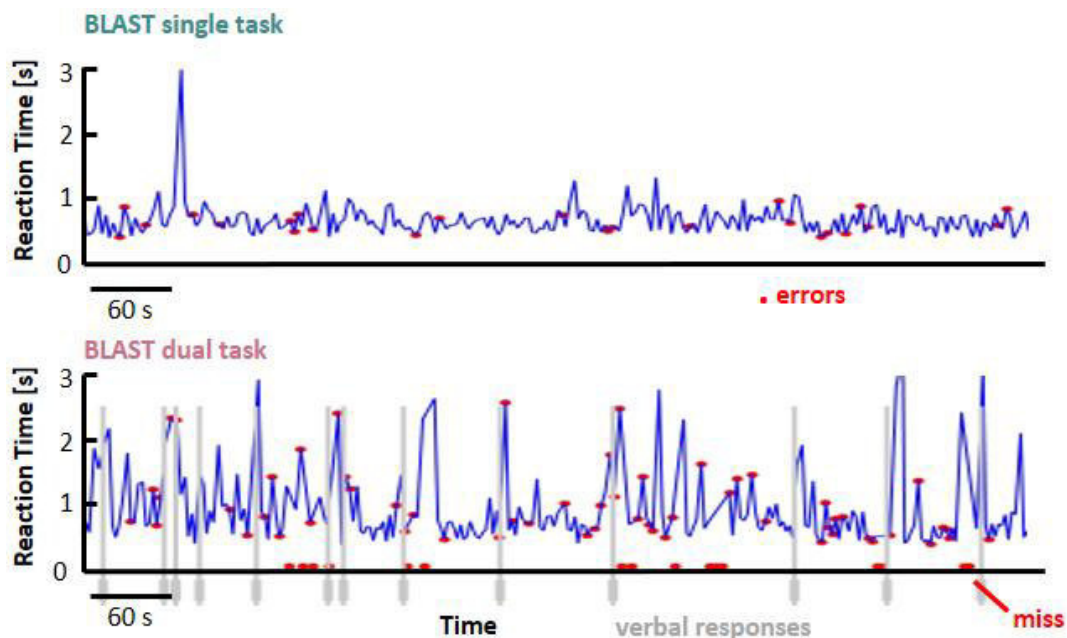 BLAST single task
Reaction Time [s]
3
2
1
0
60 s
. errors
BLAST dual task
Reaction Time [s]
3
2
1
0
60 s
Time
verbal responses
miss